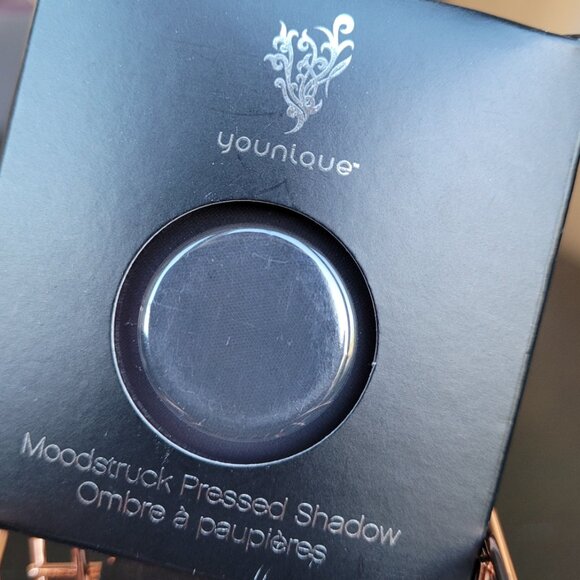 younique™
Moodstruck Pressed Shadow
Ombre à paupières